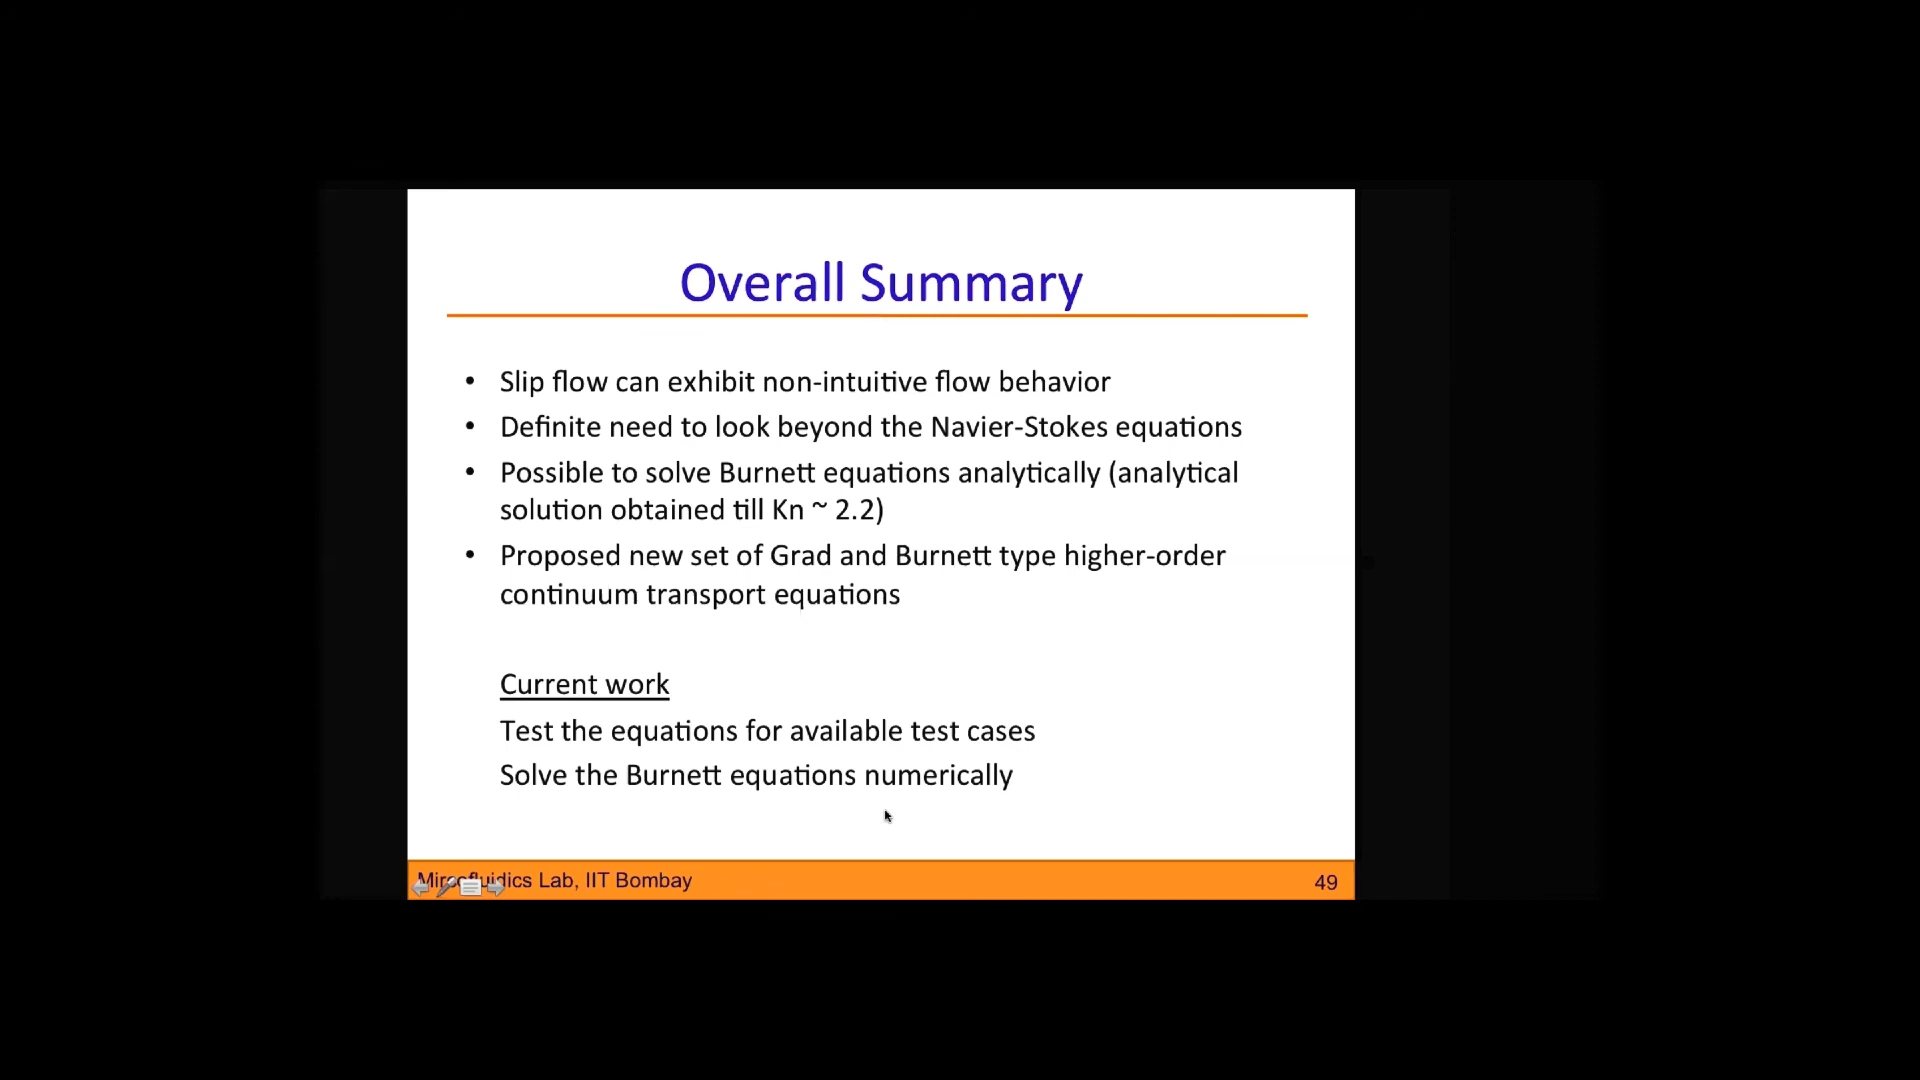 Overall Summary
• Slip flow can exhibit non-intuitive flow behavior
• Definite need to look beyond the Navier-Stokes equations
• Possible to solve Burnett equations analytically (analytical
solution obtained till Kn ~ 2.2)
• Proposed new set of Grad and Burnett type higher-order
continuum transport equations
Current work
Test the equations for available test cases
Solve the Burnett equations numerically
Mircofluidics Lab, IIT Bombay
49